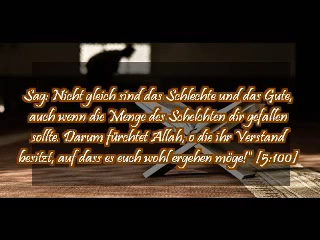 Sag: Nicht gleich sind das Schlechte und das Gute,
auch wenn die Menge des Schelchten dir gefallen
sollte. Darum fürchtet Allah, o die ihr Verstand
besitzt, auf dass es euch wohl ergehen möge!" [5:100]